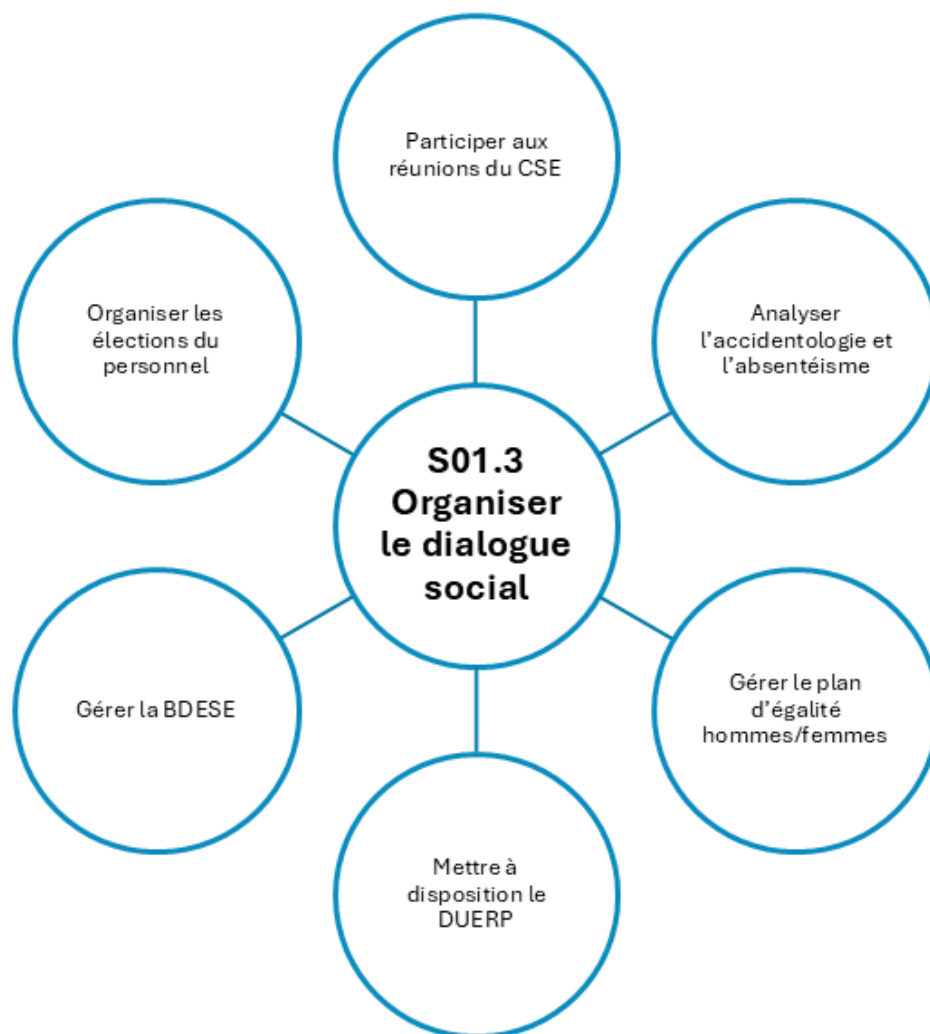 Participer aux
réunions du CSE
Organiser les
élections du
personnel
Analyser
l’accidentologie et
l’absentéisme
S01.3
Organiser
le dialogue
social
Gérer la BDESE
Gérer le plan
d’égalité
hommes/femmes
Mettre à
disposition le
DUERP